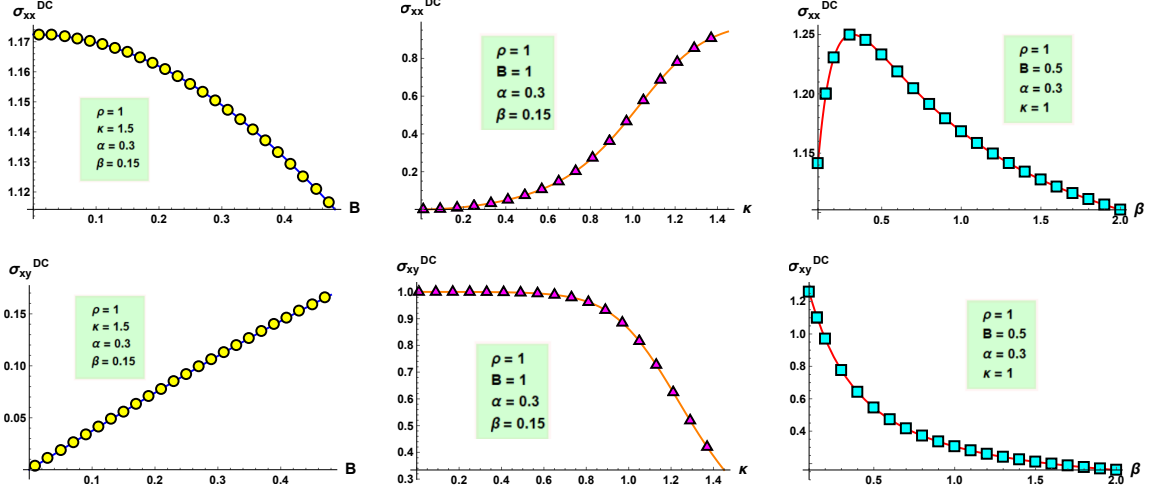 σxx^DC
1.17
1.16
1.15
1.14
1.13
1.12
ρ = 1
κ = 1.5
α = 0.3
β = 0.15
0.1
0.2
0.3
0.4
B
σxx^DC
0.8
0.6
0.4
0.2
ρ = 1
B = 1
α = 0.3
β = 0.15
0.2
0.4
0.6
0.8
1.0
1.2
1.4
κ
σxx^DC
1.25
1.20
1.15
ρ = 1
B = 0.5
α = 0.3
κ = 1
0.5
1.0
1.5
2.0
β
σxy^DC
0.15
0.10
0.05
ρ = 1
κ = 1.5
α = 0.3
β = 0.15
0.1
0.2
0.3
0.4
B
σxy^DC
1.0
0.9
0.8
0.7
0.6
0.5
0.4
0.3
ρ = 1
B = 1
α = 0.3
β = 0.15
0.2
0.4
0.6
0.8
1.0
1.2
1.4
κ
σxy^DC
1.2
1.0
0.8
0.6
0.4
ρ = 1
B = 0.5
α = 0.3
κ = 1
0.5
1.0
1.5
2.0
β